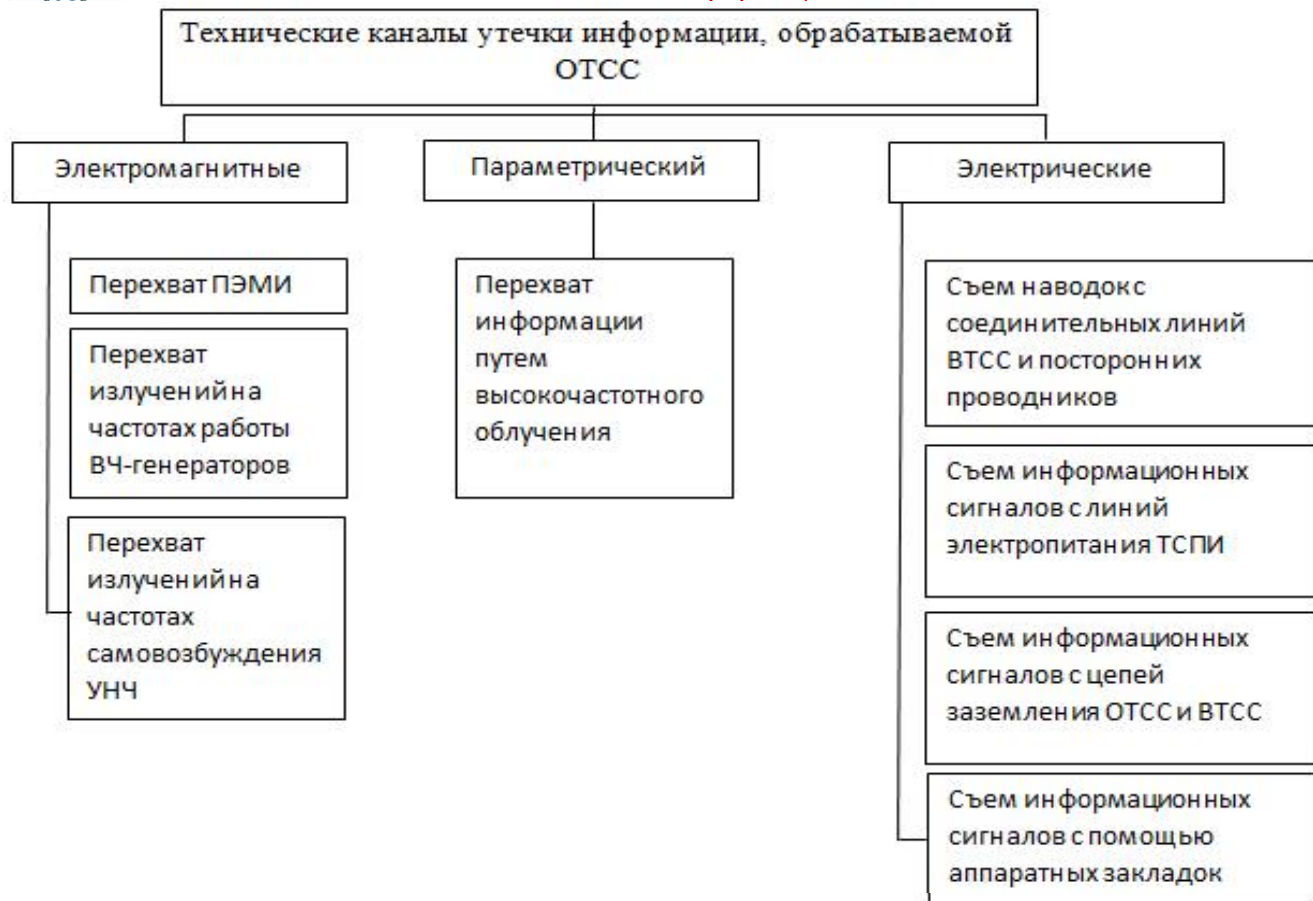 Технические каналы утечки информации, обрабатываемой
ОТСС
Электромагнитные
Параметрический
Электрические
Перехват ПЭМИ
Перехват
излучений на
частотах работы
ВЧ-генераторов
Перехват
излучений на
частотах
самовозбуждения
УНЧ
Перехват
информации
путем
высокочастотного
облучения
Съем наводок с
соединительных линий
ВТСС и посторонних
проводников
Съем информационных
сигналов с линий
электропитания ТСПИ
Съем информационных
сигналов с цепей
заземления ОТСС и ВТСС
Съем информационных
сигналов с помощью
аппаратных закладок